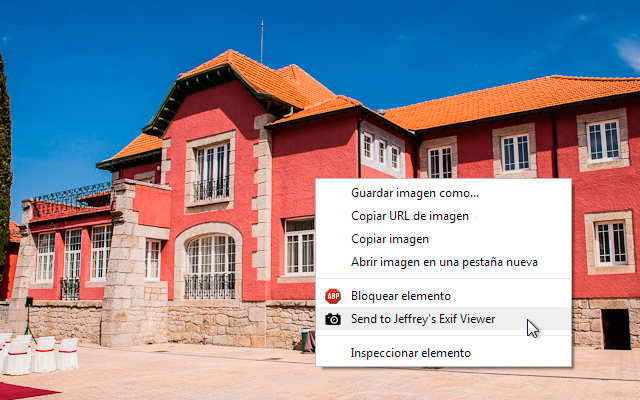 Guardar imagen como...
Copiar URL de imagen
Copiar imagen
Abrir imagen en una pestaña nueva
ABP Bloquear elemento
Send to Jeffrey's Exif Viewer
Inspeccionar elemento